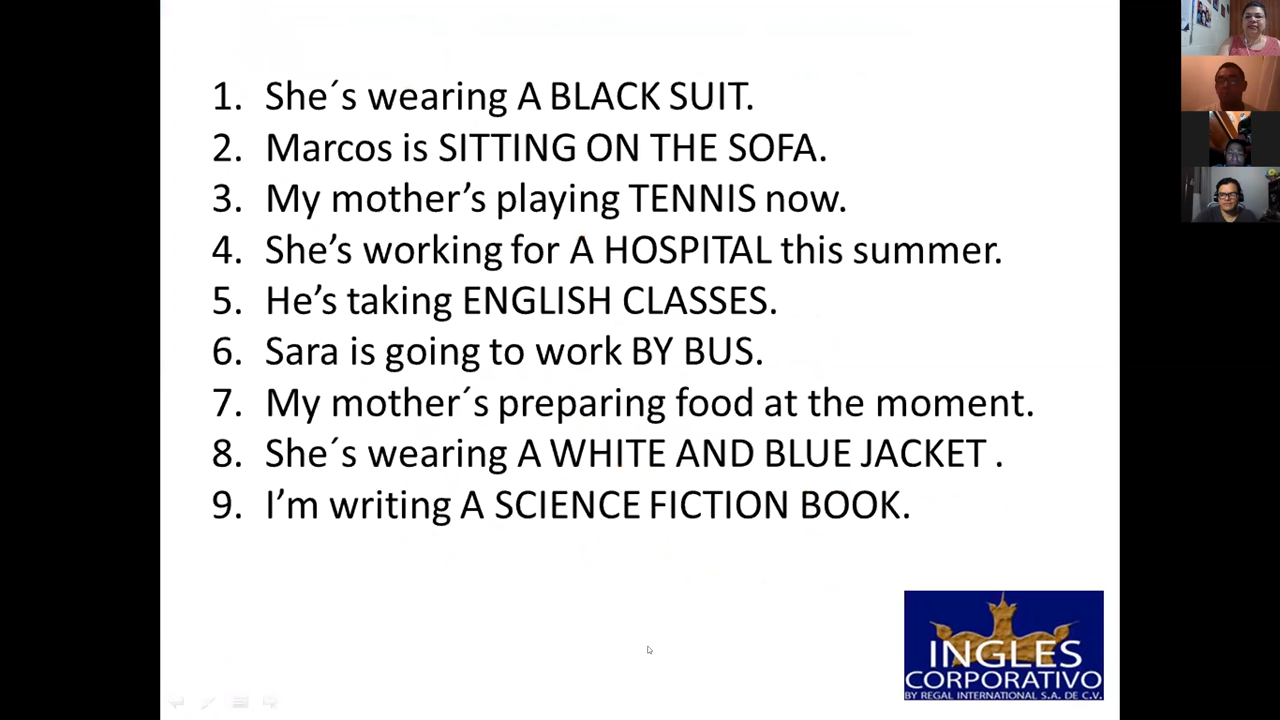 1. She´s wearing A BLACK SUIT.
2. Marcos is SITTING ON THE SOFA.
3. My mother’s playing TENNIS now.
4. She’s working for A HOSPITAL this summer.
5. He’s taking ENGLISH CLASSES.
6. Sara is going to work BY BUS.
7. My mother´s preparing food at the moment.
8. She´s wearing A WHITE AND BLUE JACKET .
9. I’m writing A SCIENCE FICTION BOOK.
INGLES
CORPORATIVO
BY REGAL INTERNATIONAL S.A. DE C.V.